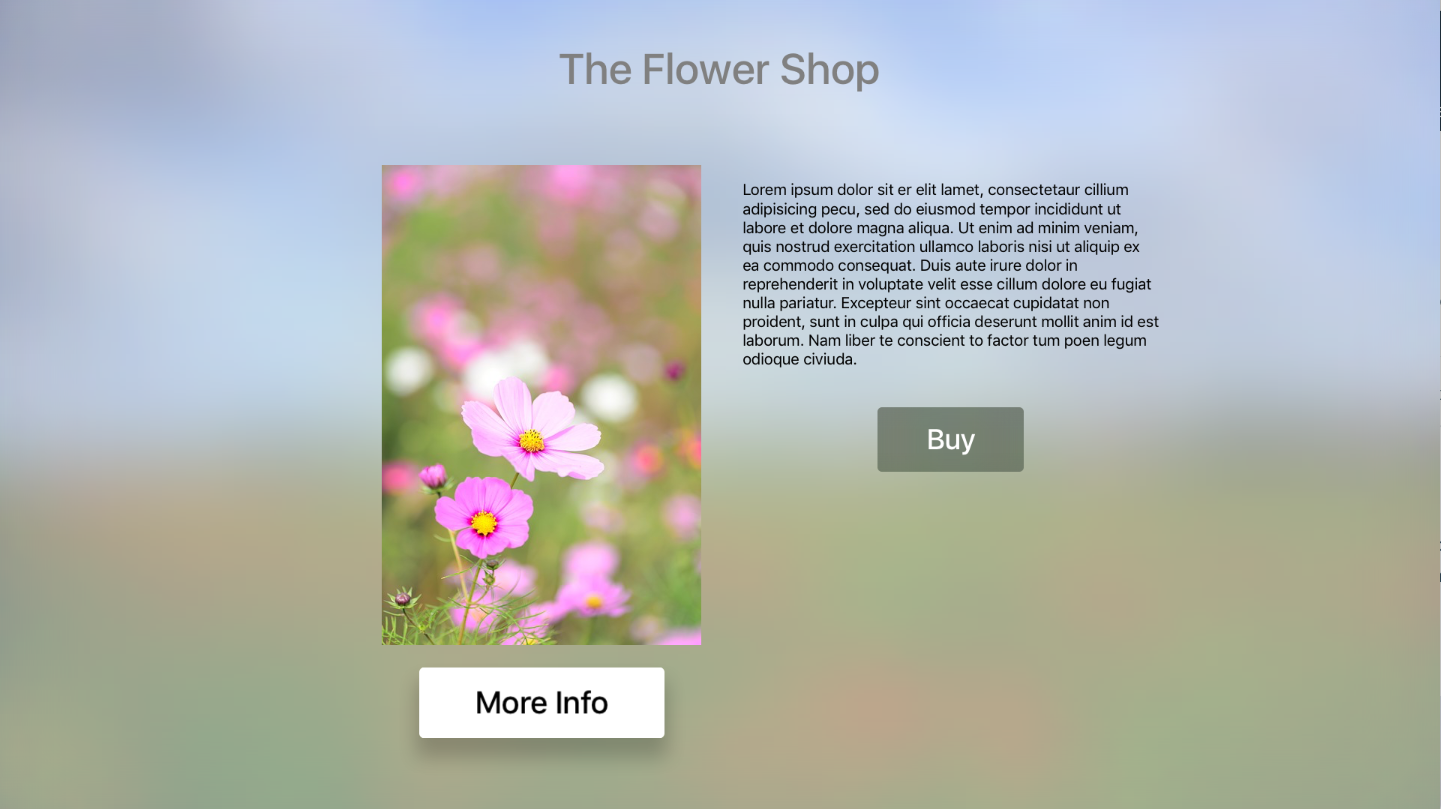 The Flower Shop
Lorem ipsum dolor sit er elit lamet, consectetaur cillium
adipisicing pecu, sed do eiusmod tempor incididunt ut
labore et dolore magna aliqua. Ut enim ad minim veniam,
quis nostrud exercitation ullamco laboris nisi ut aliquip ex
ea commodo consequat. Duis aute irure dolor in
reprehenderit in voluptate velit esse cillum dolore eu fugiat
nulla pariatur. Excepteur sint occaecat cupidatat non
proident, sunt in culpa qui officia deserunt mollit anim id est
laborum. Nam liber te conscient to factor tum poen legum
odioque civiuda.
Buy
More Info